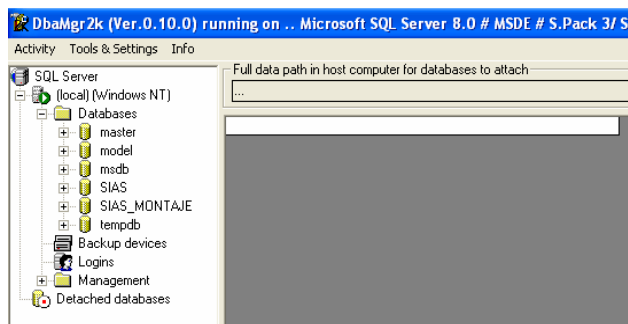 DbaMgr2k (Ver.0.10.0) running on .. Microsoft SQL Server 8.0 # MSDE # S.Pack 3/ S
Activity Tools & Settings Info
SQL Server
(local) (Windows NT)
Databases
master
model
msdb
SIAS
SIAS_MONTAJE
tempdb
Backup devices
Logins
Management
Detached databases
Full data path in host computer for databases to attach
...